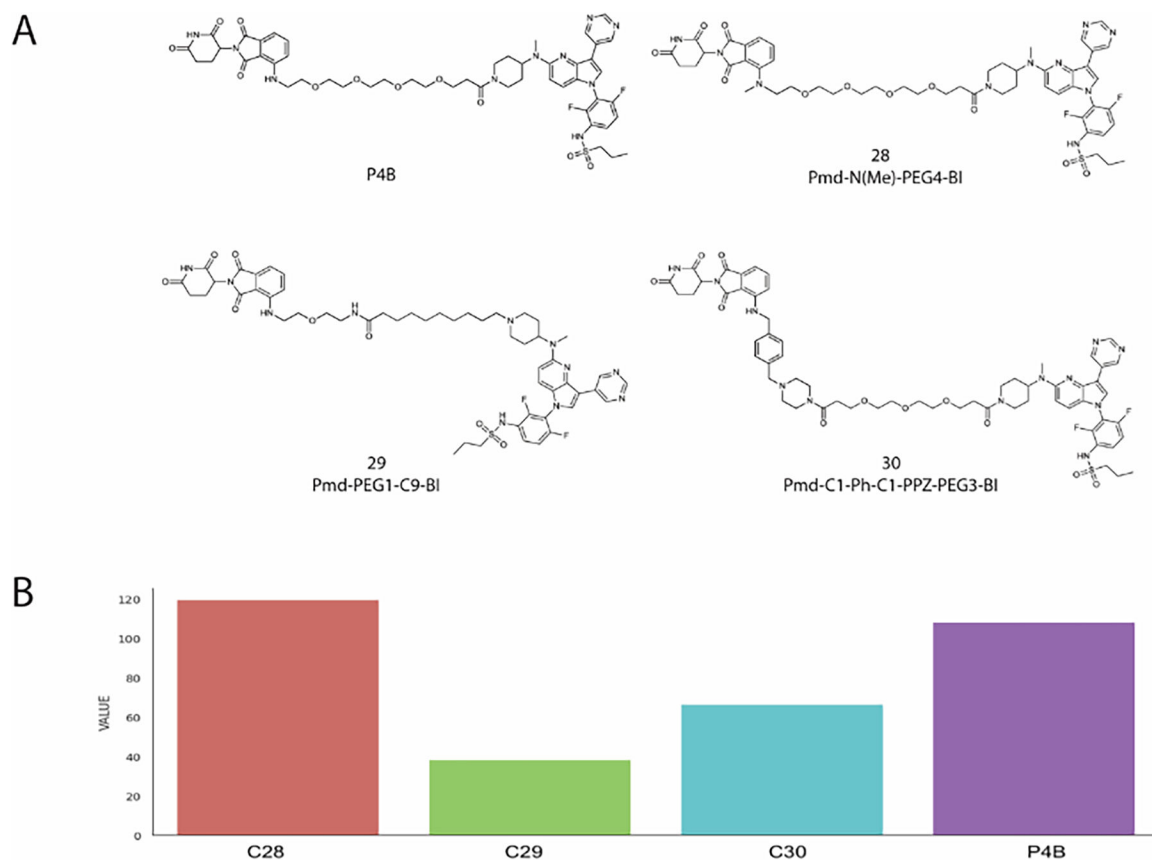 A
P4B
28
Pmd-N(Me)-PEG4-BI
29
Pmd-PEG1-C9-BI
30
Pmd-C1-Ph-C1-PPZ-PEG3-BI
B
VALUE
120
100
80
60
40
20
0
C28 C29 C30 P4B